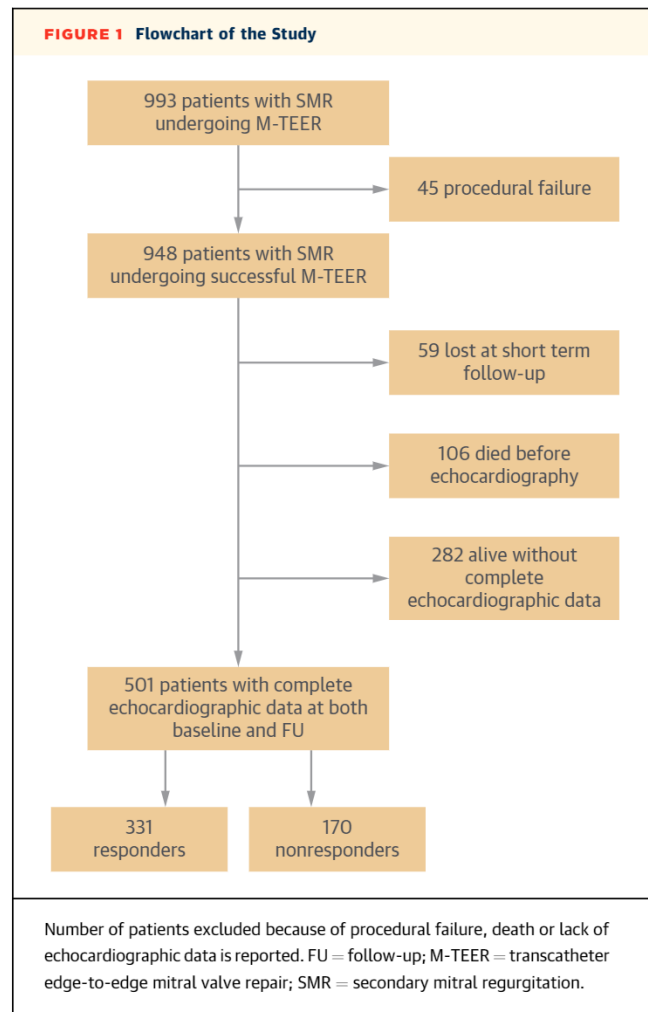 FIGURE 1 Flowchart of the Study
993 patients with SMR
undergoing M-TEER
45 procedural failure
948 patients with SMR
undergoing successful M-TEER
59 lost at short term
follow-up
106 died before
echocardiography
282 alive without
complete
echocardiographic data
501 patients with complete
echocardiographic data at both
baseline and FU
331
responders
170
nonresponders
Number of patients excluded because of procedural failure, death or lack of
echocardiographic data is reported. FU = follow-up; M-TEER = transcatheter
edge-to-edge mitral valve repair; SMR = secondary mitral regurgitation.